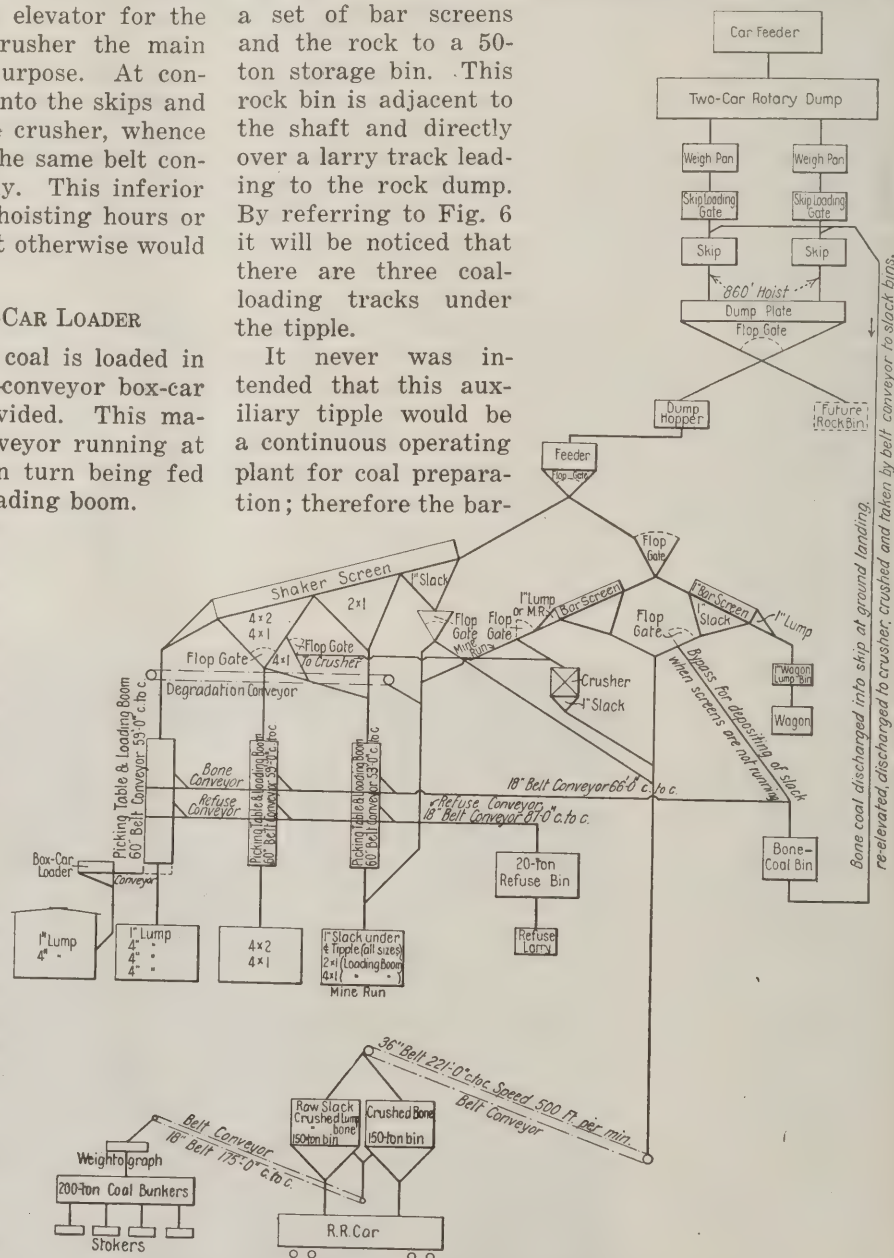 elevator for the
rusher the main
urpose. At con-
nto the skips and
crusher, whence
he same belt con-
y. This inferior
hoisting hours or
t otherwise would
CAR LOADER
coal is loaded in
-conveyor box-car
vided. This ma-
veyor running at
n turn being fed
ading boom.
a set of bar screens
and the rock to a 50-
ton storage bin. This
rock bin is adjacent to
the shaft and directly
over a larry track lead-
ing to the rock dump.
By referring to Fig. 6
it will be noticed that
there are three coal-
loading tracks under
the tipple.
It never was in-
tended that this aux-
iliary tipple would be
a continuous operating
plant for coal prepara-
tion; therefore the bar-
Car Feeder
Two-Car Rotary Dump
Weigh Pan
Weigh Pan
Skip Loading
Gate
Skip Loading
Gate
Skip
Skip
860' Hoist
Dump Plate
Flop Gate
Dump
Hopper
Future
Rock Bin
Feeder
Flop Gate
Flop
Gate
Shaker Screen
1" Slack
2x1
4x2
4x1
Flop Gate
4x1
Flop Gate
To Crusher
Degradation Conveyor
Flop
Gate
Mine
Run
Flop
Gate
1" Lump
or M.R.
Bar Screen
Flop
Gate
1" Bar Screen
1" Slack
1" Lump
Crusher
1" Slack
1" Wagon
Lump Bin
Wagon
Bypass for depositing of slack
when screens are not running
Bone coal discharged into skip at ground landing,
re-elevated, discharged to crusher, crushed and taken by belt conveyor to slack bins.
Picking Table & Loading Boom
60" Belt Conveyor 59'-0" c. to c.
Picking Table & Loading Boom
60" Belt Conveyor 59'-0" c. to c
Picking Table & Loading Boom
60" Belt Conveyor 53'-0" c. to c.
Bone
Conveyor
Refuse
Conveyor
18" Belt Conveyor 66'-0" c. to c.
Refuse Conveyor
18" Belt Conveyor 87'-0" c. to c.
Box-Car
Loader
Conveyor
20-Ton
Refuse Bin
Refuse
Larry
Bone-
Coal Bin
1" Lump
4" "
1" Lump
4" "
4" "
4" "
4x2
4x1
1" Slack under
Tipple (all sizes)
2x1 (Loading Boom
4x1 ( " " )
Mine Run
36" Belt 221'-0" c. to c. Speed 500 Ft. per min.
Belt Conveyor
Raw Slack
Crushed Lump
" bone
150-ton bin
Crushed Bone
150-ton bin
Belt Conveyor
18" Belt 175'-0" c. to c.
Weightograph
200-Ton Coal Bunkers
Stokers
R.R. Car